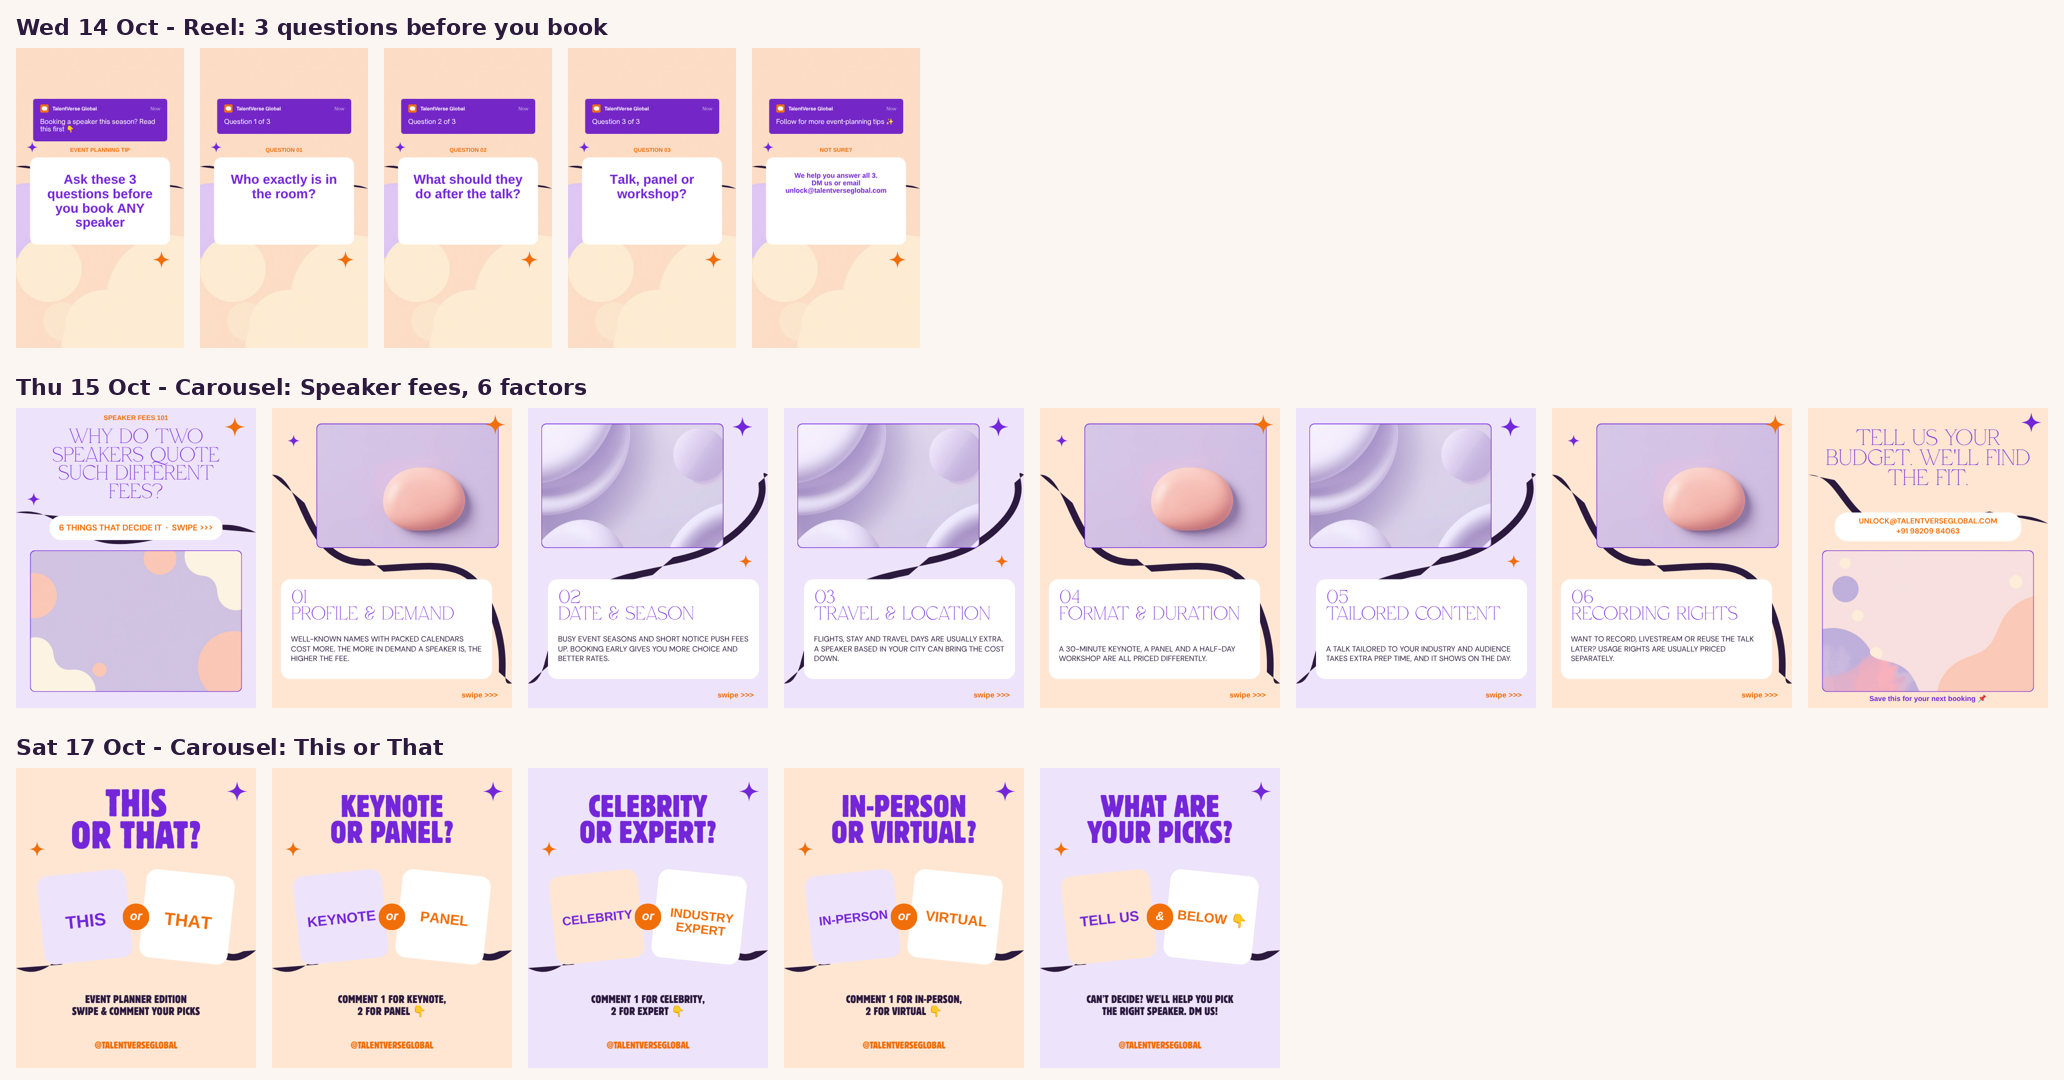 Wed 14 Oct - Reel: 3 questions before you book
TalentVerse Global
Now
Booking a speaker this season? Read
this first 👇
EVENT PLANNING TIP
Ask these 3
questions before
you book ANY
speaker
TalentVerse Global
Now
Question 1 of 3
QUESTION 01
Who exactly is in
the room?
TalentVerse Global
Now
Question 2 of 3
QUESTION 02
What should they
do after the talk?
TalentVerse Global
Now
Question 3 of 3
QUESTION 03
Talk, panel or
workshop?
TalentVerse Global
Now
Follow for more event-planning tips ✨
NOT SURE?
We help you answer all 3.
DM us or email
unlock@talentverseglobal.com
Thu 15 Oct - Carousel: Speaker fees, 6 factors
SPEAKER FEES 101
WHY DO TWO
SPEAKERS QUOTE
SUCH DIFFERENT
FEES?
6 THINGS THAT DECIDE IT · SWIPE >>>
01
PROFILE & DEMAND
WELL-KNOWN NAMES WITH PACKED CALENDARS
COST MORE. THE MORE IN DEMAND A SPEAKER IS, THE
HIGHER THE FEE.
swipe >>>
02
DATE & SEASON
BUSY EVENT SEASONS AND SHORT NOTICE PUSH FEES
UP. BOOKING EARLY GIVES YOU MORE CHOICE AND
BETTER RATES.
swipe >>>
03
TRAVEL & LOCATION
FLIGHTS, STAY AND TRAVEL DAYS ARE USUALLY EXTRA.
A SPEAKER BASED IN YOUR CITY CAN BRING THE COST
DOWN.
swipe >>>
04
FORMAT & DURATION
A 30-MINUTE KEYNOTE, A PANEL AND A HALF-DAY
WORKSHOP ARE ALL PRICED DIFFERENTLY.
swipe >>>
05
TAILORED CONTENT
A TALK TAILORED TO YOUR INDUSTRY AND AUDIENCE
TAKES EXTRA PREP TIME, AND IT SHOWS ON THE DAY.
swipe >>>
06
RECORDING RIGHTS
WANT TO RECORD, LIVESTREAM OR REUSE THE TALK
LATER? USAGE RIGHTS ARE USUALLY PRICED
SEPARATELY.
swipe >>>
TELL US YOUR
BUDGET. WE'LL FIND
THE FIT.
UNLOCK@TALENTVERSEGLOBAL.COM
+91 98209 84063
Save this for your next booking 📌
Sat 17 Oct - Carousel: This or That
THIS
OR THAT?
THIS
or
THAT
EVENT PLANNER EDITION
SWIPE & COMMENT YOUR PICKS
@TALENTVERSEGLOBAL
KEYNOTE
OR PANEL?
KEYNOTE
or
PANEL
COMMENT 1 FOR KEYNOTE,
2 FOR PANEL 👇
@TALENTVERSEGLOBAL
CELEBRITY
OR EXPERT?
CELEBRITY
or
INDUSTRY
EXPERT
COMMENT 1 FOR CELEBRITY,
2 FOR EXPERT 👇
@TALENTVERSEGLOBAL
IN-PERSON
OR VIRTUAL?
IN-PERSON
or
VIRTUAL
COMMENT 1 FOR IN-PERSON,
2 FOR VIRTUAL 👇
@TALENTVERSEGLOBAL
WHAT ARE
YOUR PICKS?
TELL US
&
BELOW 👇
CAN'T DECIDE? WE'LL HELP YOU PICK
THE RIGHT SPEAKER. DM US!
@TALENTVERSEGLOBAL